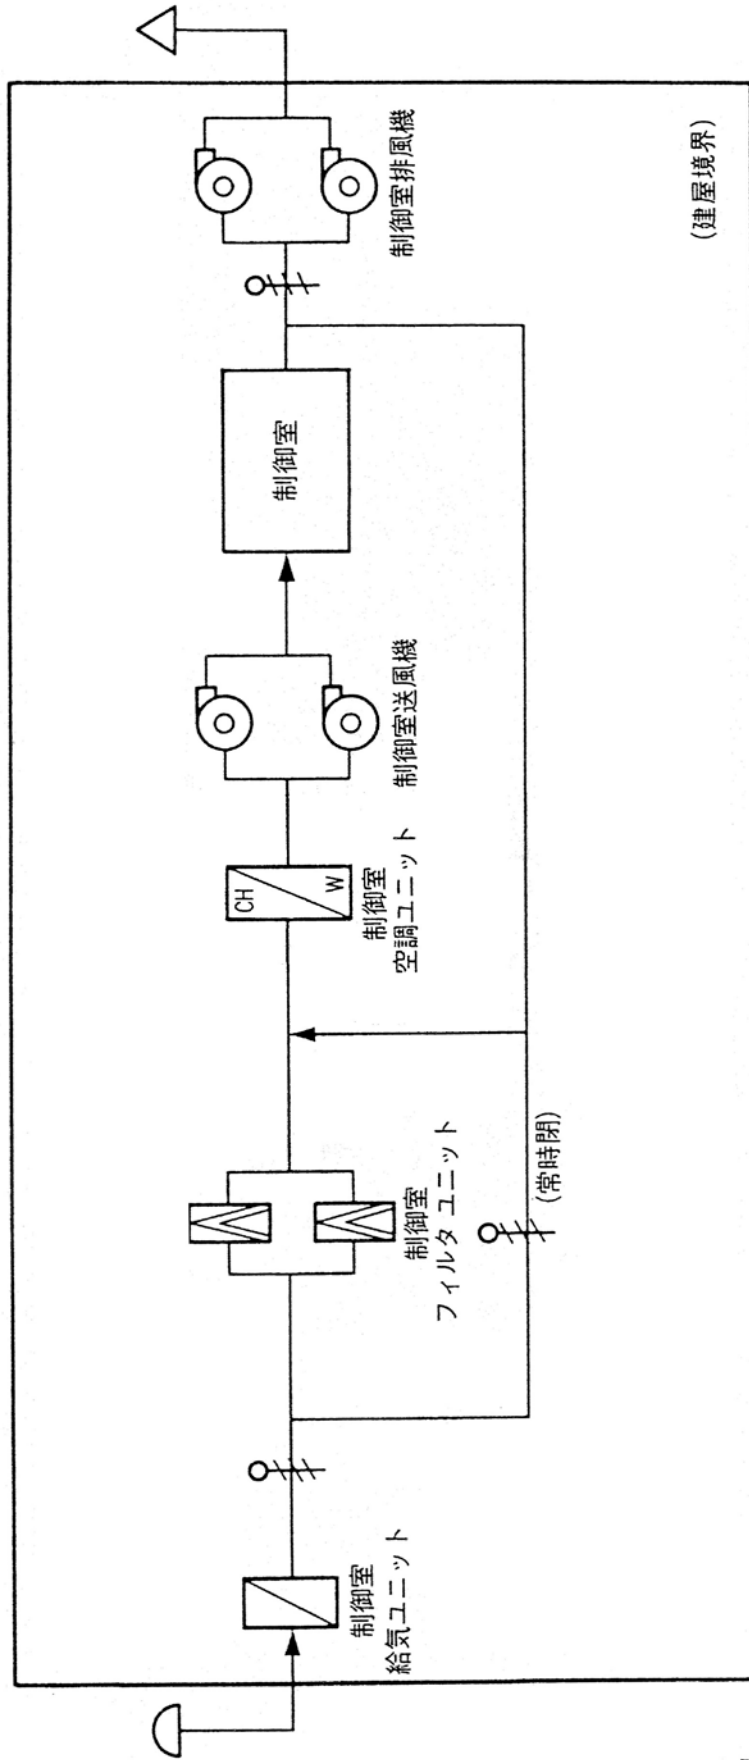 制御室
給気ユニット
制御室
フィルタ ユニット
(常時閉)
制御室
空調ユニット
CH
W
制御室送風機
制御室
制御室排風機
(建屋境界)